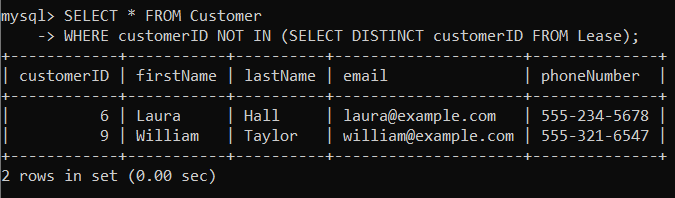 mysql> SELECT * FROM Customer
    -> WHERE customerID NOT IN (SELECT DISTINCT customerID FROM Lease);
+------------+-----------+----------+---------------------+--------------+
| customerID | firstName | lastName | email               | phoneNumber  |
+------------+-----------+----------+---------------------+--------------+
|          6 | Laura     | Hall     | laura@example.com   | 555-234-5678 |
|          9 | William   | Taylor   | william@example.com | 555-321-6547 |
+------------+-----------+----------+---------------------+--------------+
2 rows in set (0.00 sec)